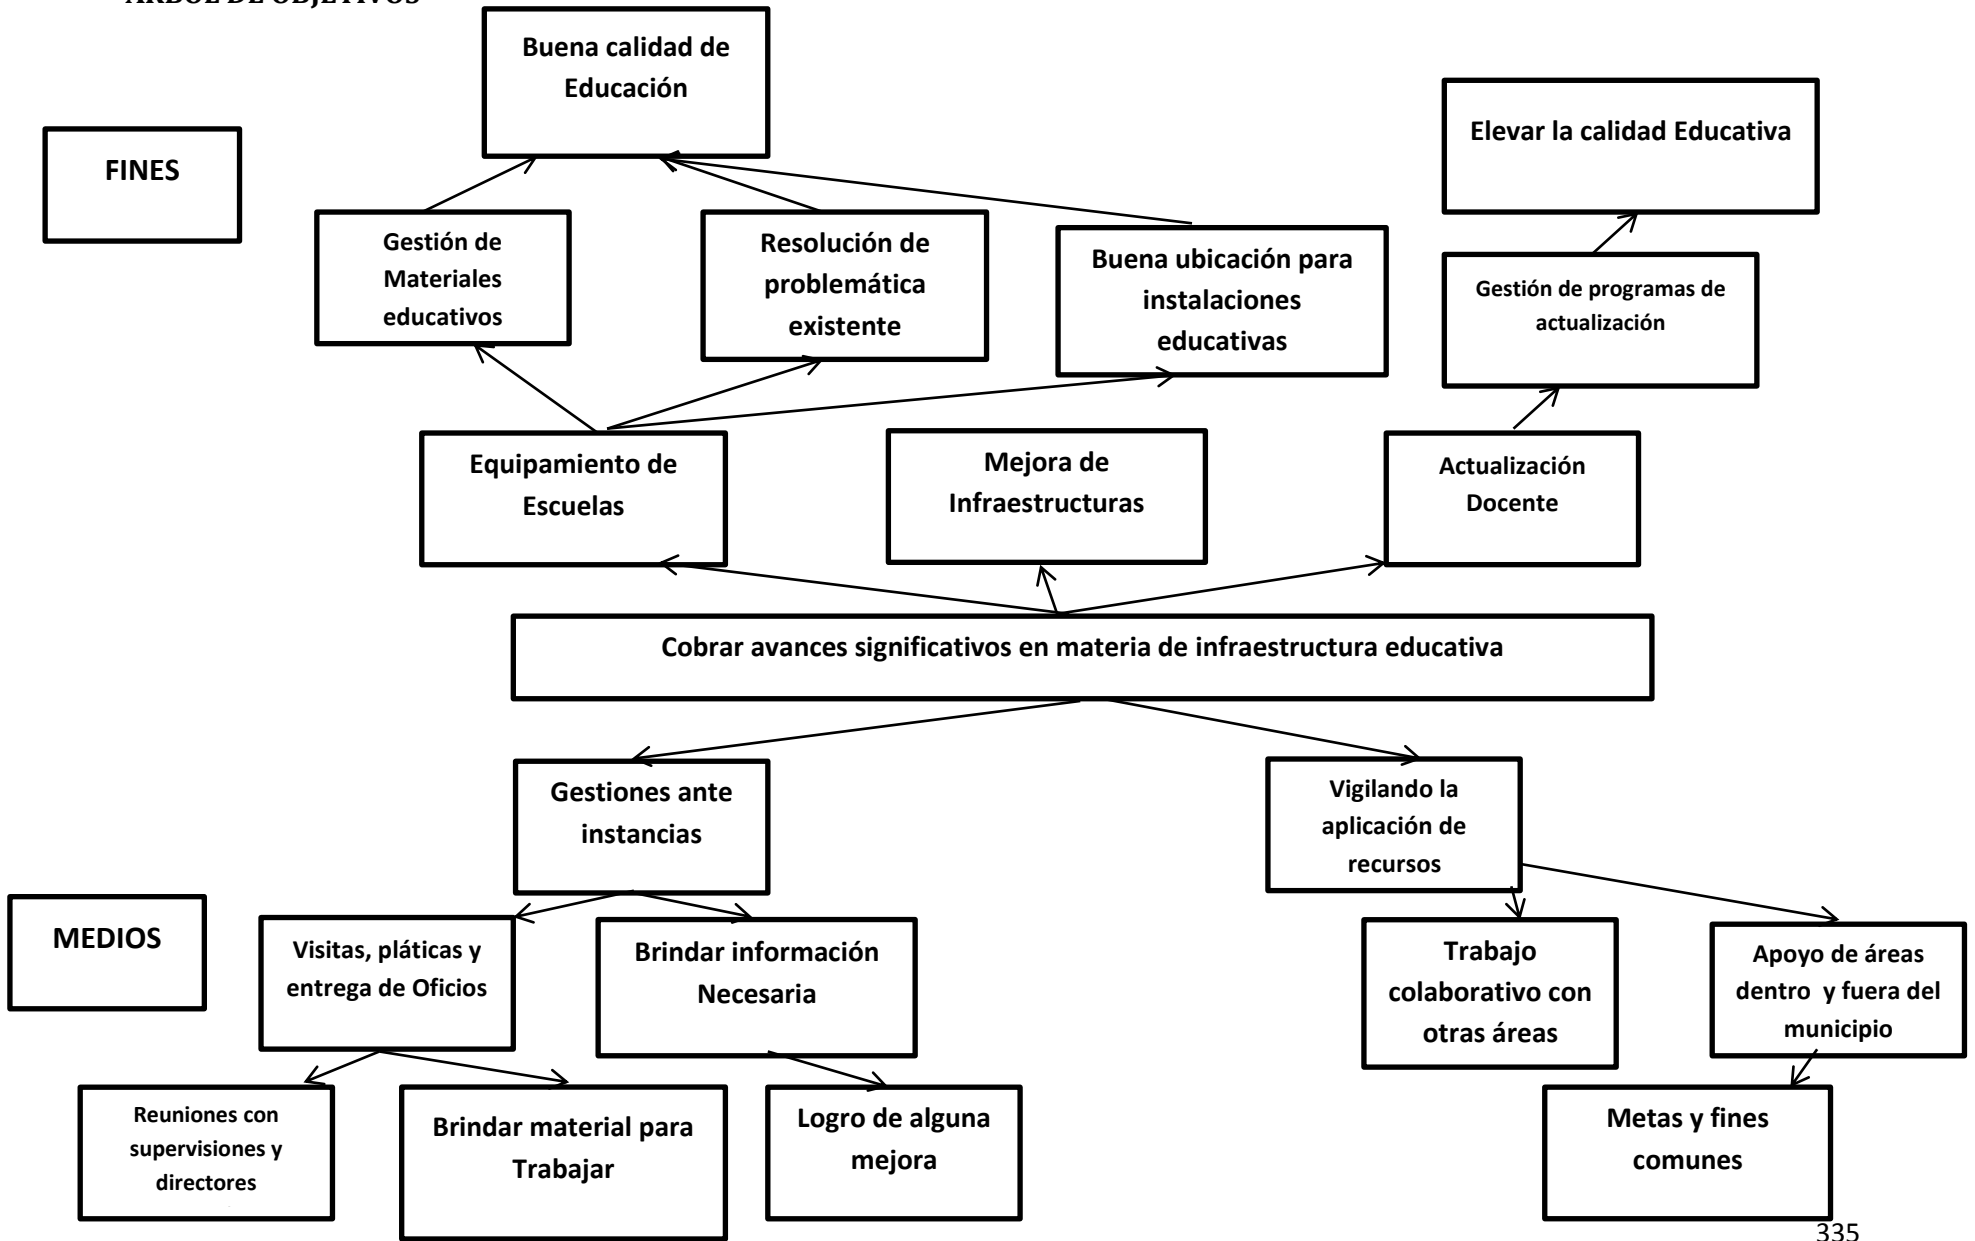 ÁRBOL DE OBJETIVOS
Buena calidad de
Educación
Elevar la calidad Educativa
FINES
Gestión de
Materiales
educativos
Resolución de
problemática
existente
Buena ubicación para
instalaciones
educativas
Gestión de programas de
actualización
Equipamiento de
Escuelas
Mejora de
Infraestructuras
Actualización
Docente
Cobrar avances significativos en materia de infraestructura educativa
Gestiones ante
instancias
Vigilando la
aplicación de
recursos
MEDIOS
Visitas, pláticas y
entrega de Oficios
Brindar información
Necesaria
Trabajo
colaborativo con
otras áreas
Apoyo de áreas
dentro  y fuera del
municipio
Reuniones con
supervisiones y
directores
Brindar material para
Trabajar
Logro de alguna
mejora
Metas y fines
comunes
335